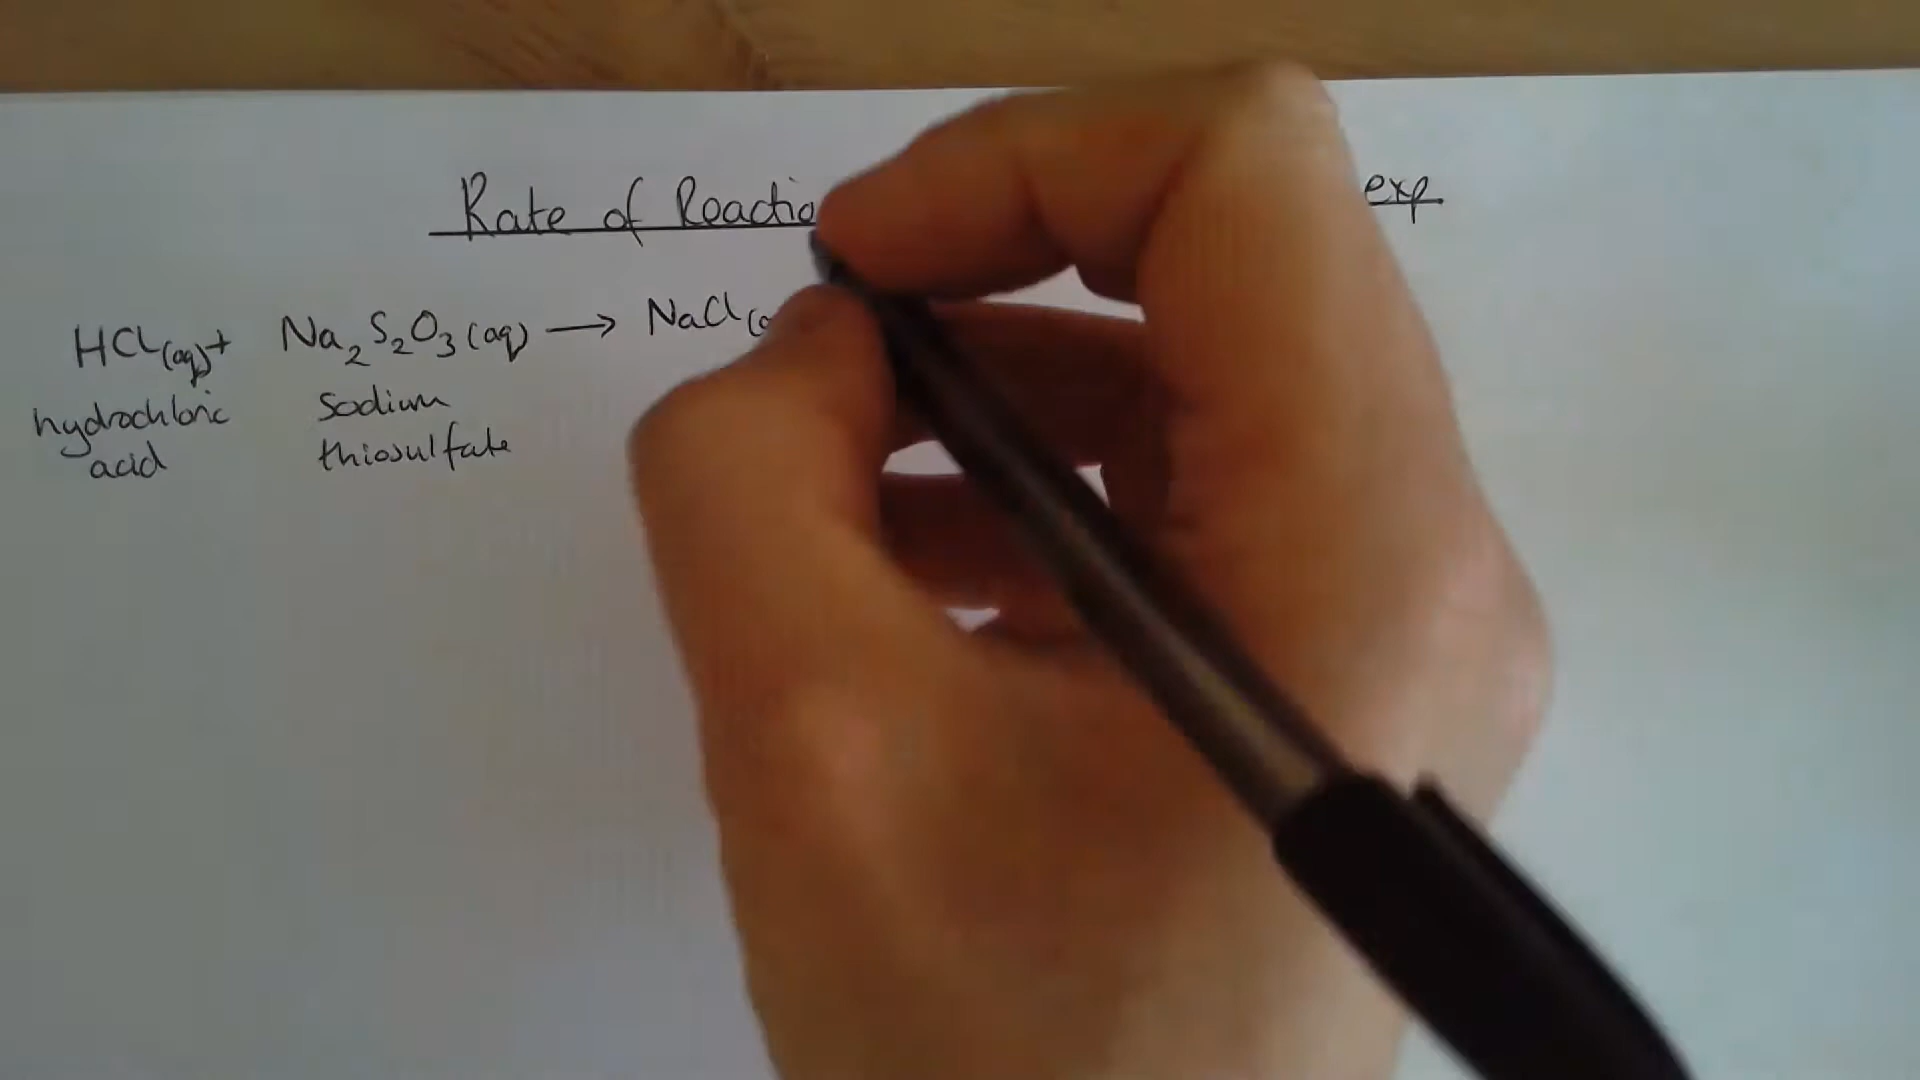 Rate of Reactio exp
HCl(aq) + Na2S2O3(aq) → NaCl(a
hydrochloric sodium
acid thiosulfate